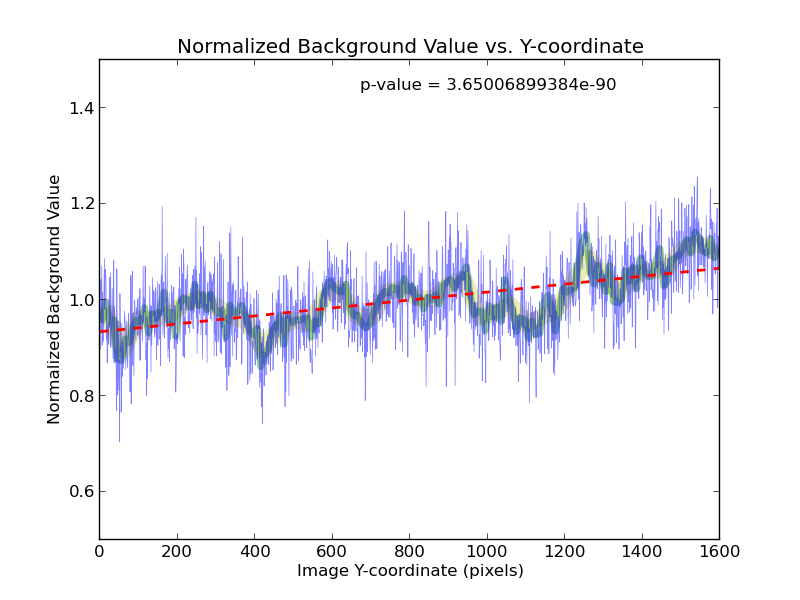 Normalized Background Value vs. Y-coordinate
p-value = 3.65006899384e-90
1.4
1.2
1.0
0.8
0.6
Normalized Background Value
0 200 400 600 800 1000 1200 1400 1600
Image Y-coordinate (pixels)